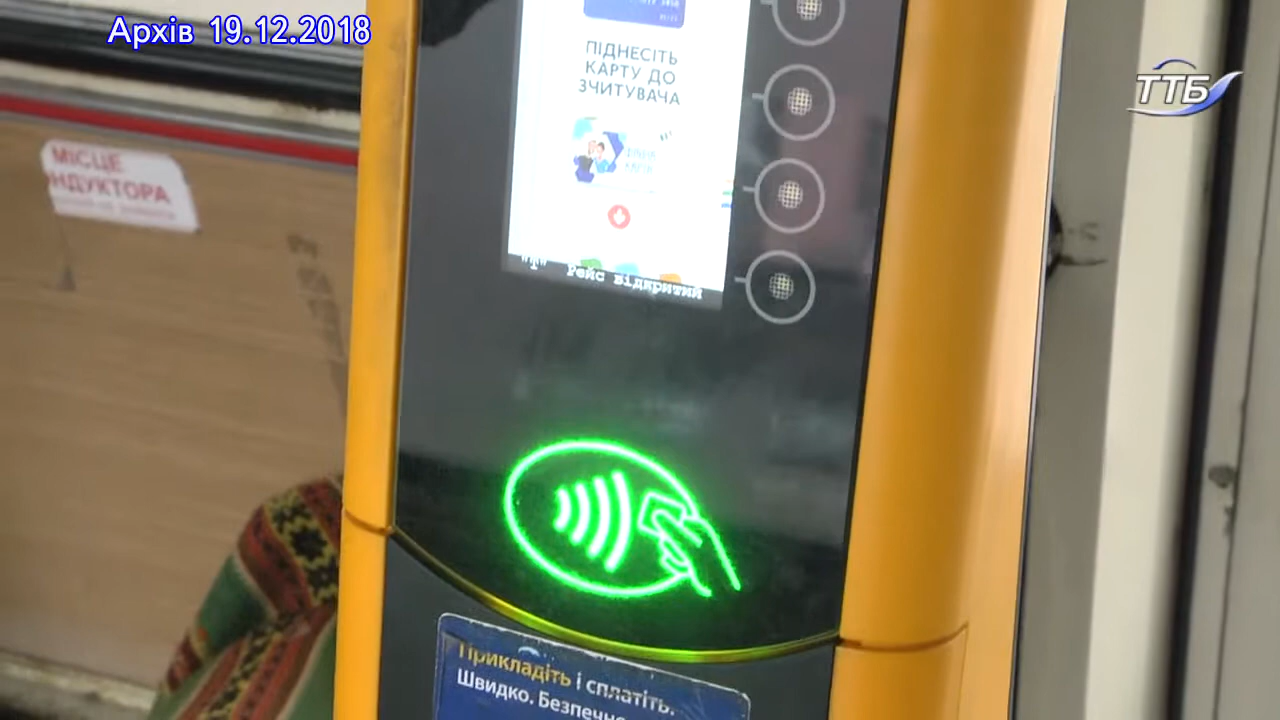 Архів 19.12.2018
ТТБ
ПІДНЕСІТЬ
КАРТУ ДО
ЗЧИТУВАЧА
МІСЦЕ
НДУКТОРА
"Т" Рейс відкритий
Прикладіть і сплатіть.
Швидко. Безпечно